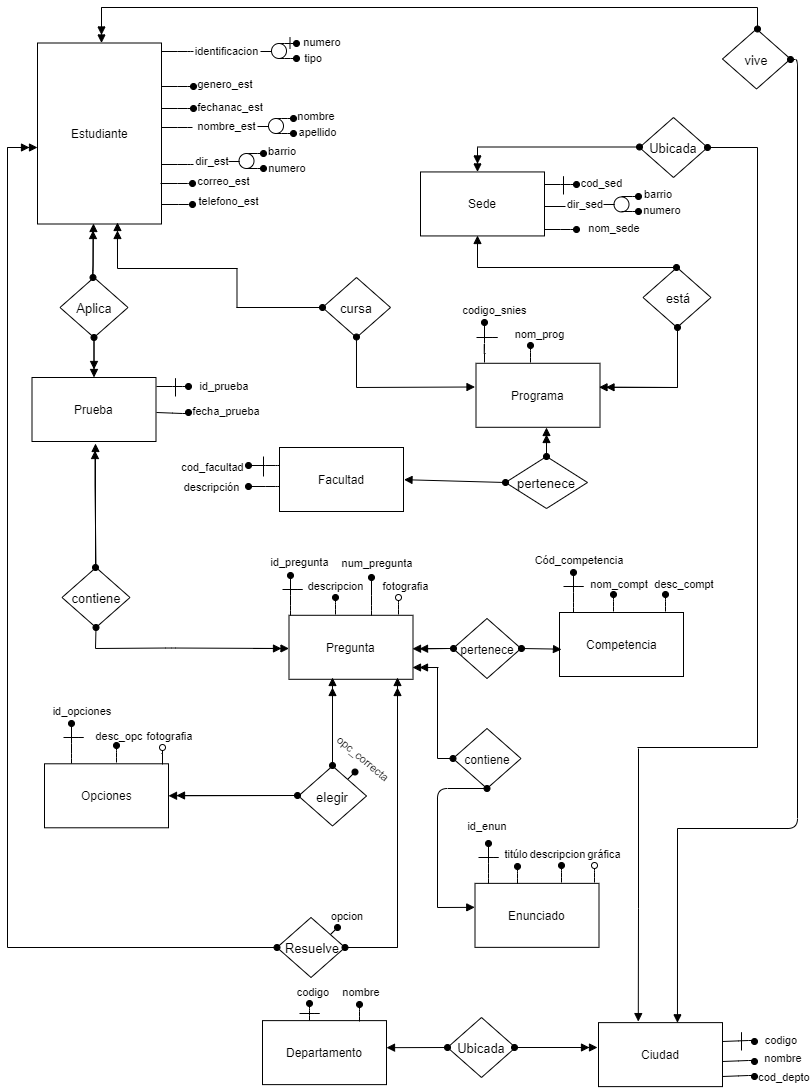 identificacion
numero
tipo
vive
genero_est
fechanac_est
Estudiante
nombre_est
nombre
apellido
dir_est
barrio
numero
correo_est
telefono_est
Ubicada
Sede
cod_sed
dir_sed
barrio
numero
nom_sede
Aplica
cursa
está
codigo_snies
nom_prog
Prueba
id_prueba
fecha_prueba
Programa
cod_facultad
descripción
Facultad
pertenece
contiene
id_pregunta
num_pregunta
descripcion
fotografia
Pregunta
pertenece
Cód_competencia
nom_compt
desc_compt
Competencia
id_opciones
desc_opc
fotografia
Opciones
opc_correcta
elegir
contiene
id_enun
titúlo
descripcion
gráfica
Enunciado
opcion
Resuelve
codigo
nombre
Departamento
Ubicada
Ciudad
codigo
nombre
cod_depto